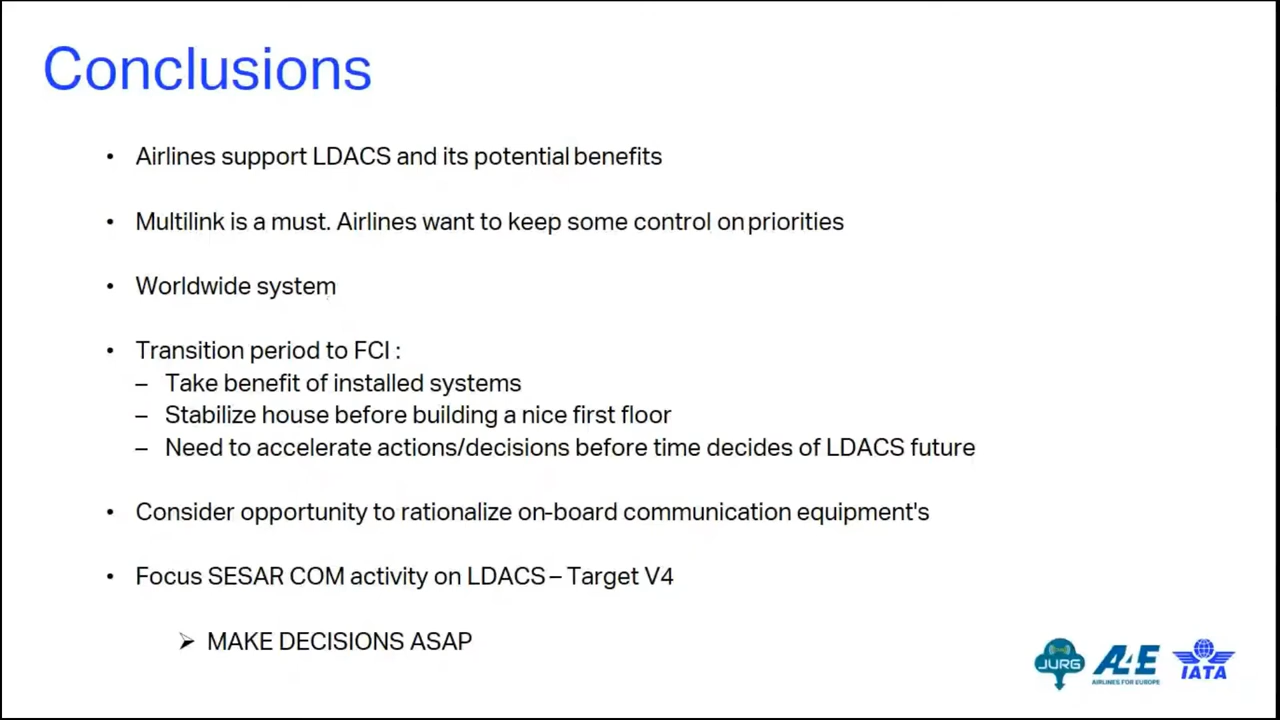 Conclusions
• Airlines support LDACS and its potential benefits
• Multilink is a must. Airlines want to keep some control on priorities
• Worldwide system
• Transition period to FCI :
– Take benefit of installed systems
– Stabilize house before building a nice first floor
– Need to accelerate actions/decisions before time decides of LDACS future
• Consider opportunity to rationalize on-board communication equipment's
• Focus SESAR COM activity on LDACS – Target V4
➢ MAKE DECISIONS ASAP
JURG
A4E
AIRLINES FOR EUROPE
IATA